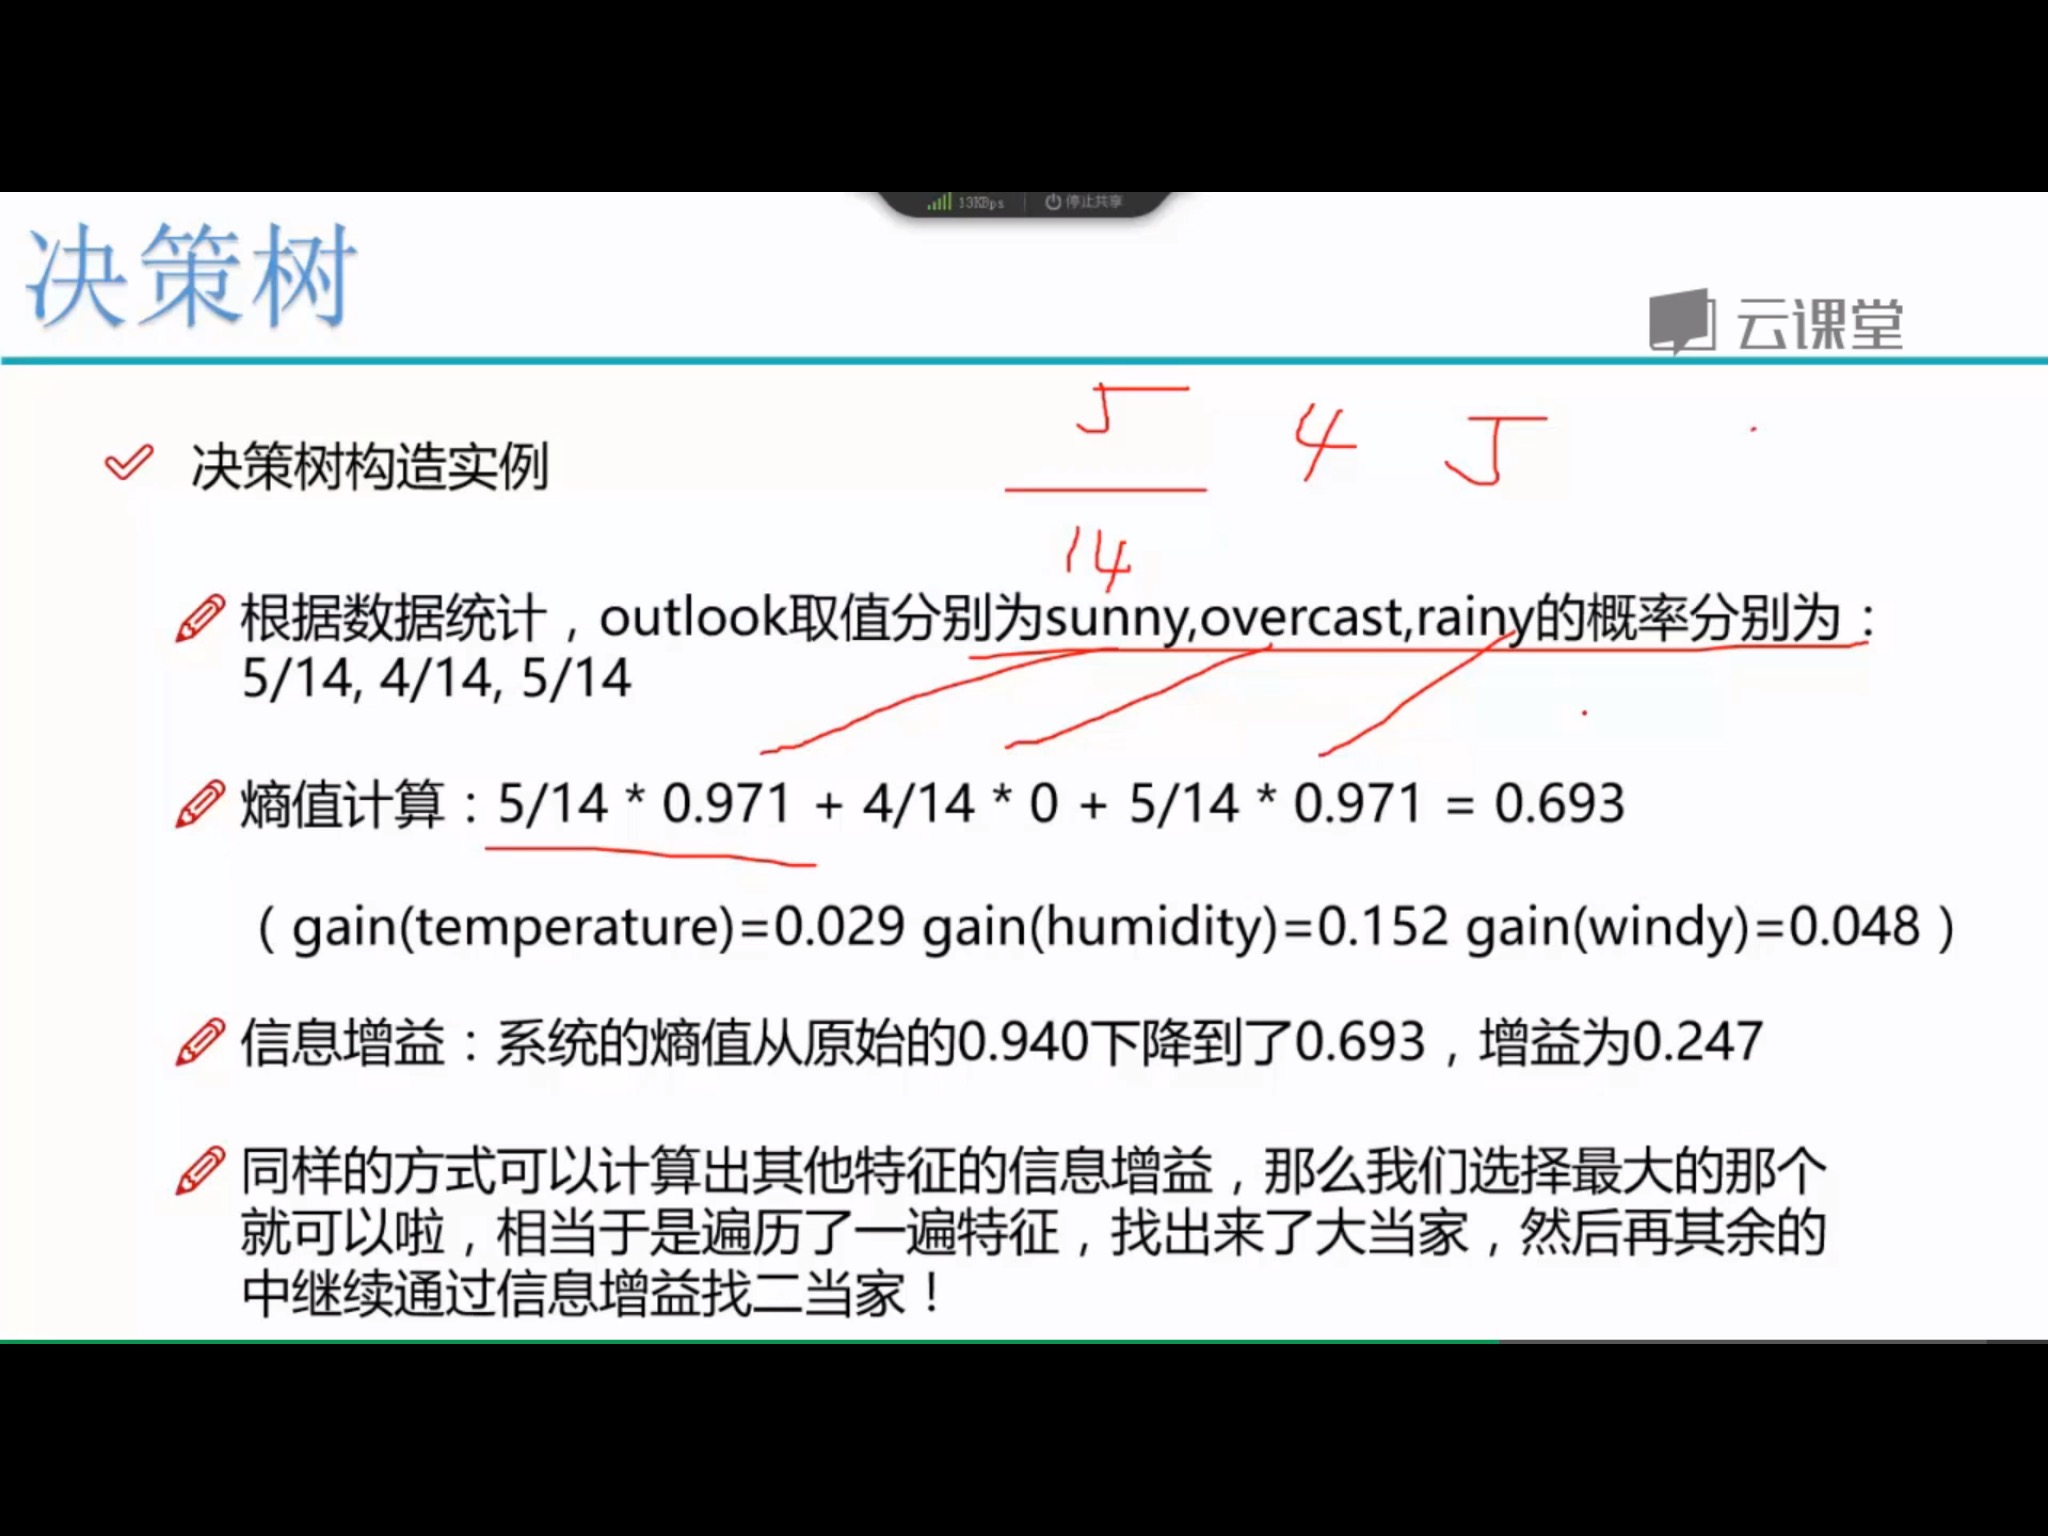 13KBps 停止共享
决策树
云课堂
5 4 5
决策树构造实例
14
根据数据统计，outlook取值分别为sunny,overcast,rainy的概率分别为：
5/14, 4/14, 5/14
熵值计算：5/14 * 0.971 + 4/14 * 0 + 5/14 * 0.971 = 0.693
（ gain(temperature)=0.029 gain(humidity)=0.152 gain(windy)=0.048 ）
信息增益：系统的熵值从原始的0.940下降到了0.693，增益为0.247
同样的方式可以计算出其他特征的信息增益，那么我们选择最大的那个
就可以啦，相当于是遍历了一遍特征，找出来了大当家，然后再其余的
中继续通过信息增益找二当家！